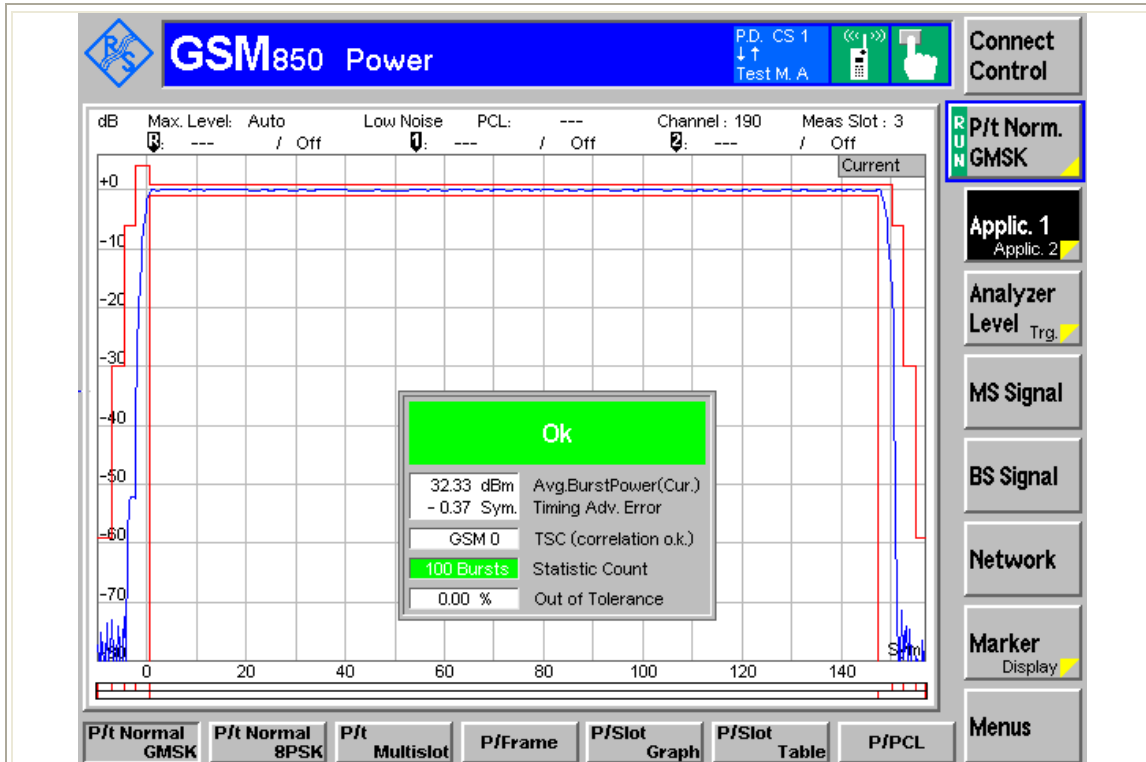 R S
GSM850 Power
P.D. CS 1
Test M. A
Connect Control
dB Max. Level: Auto Low Noise PCL: --- Channel : 190 Meas Slot : 3
R: --- / Off 1: --- / Off 2: --- / Off
Current
+0
-10
-20
-30
-40
-50
-60
-70
Sym
0 20 40 60 80 100 120 140
Ok
32.33 dBm Avg.BurstPower(Cur.)
- 0.37 Sym. Timing Adv. Error
GSM 0 TSC (correlation o.k.)
100 Bursts Statistic Count
0.00 % Out of Tolerance
RUN
P/t Norm.
GMSK
Applic. 1
Applic. 2
Analyzer
Level Trg.
MS Signal
BS Signal
Network
Marker
Display
Menus
P/t Normal GMSK
P/t Normal 8PSK
P/t Multislot
P/Frame
P/Slot Graph
P/Slot Table
P/PCL